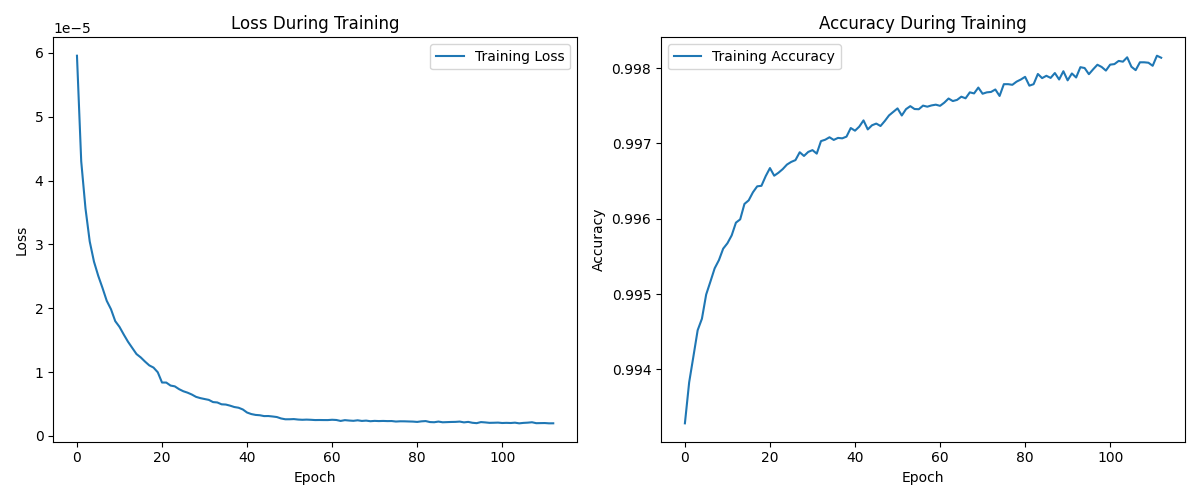 Loss During Training
1e−5
Training Loss
6
5
4
3
2
1
0
Loss
0 20 40 60 80 100
Epoch
Accuracy During Training
Training Accuracy
0.998
0.997
0.996
0.995
0.994
Accuracy
0 20 40 60 80 100
Epoch